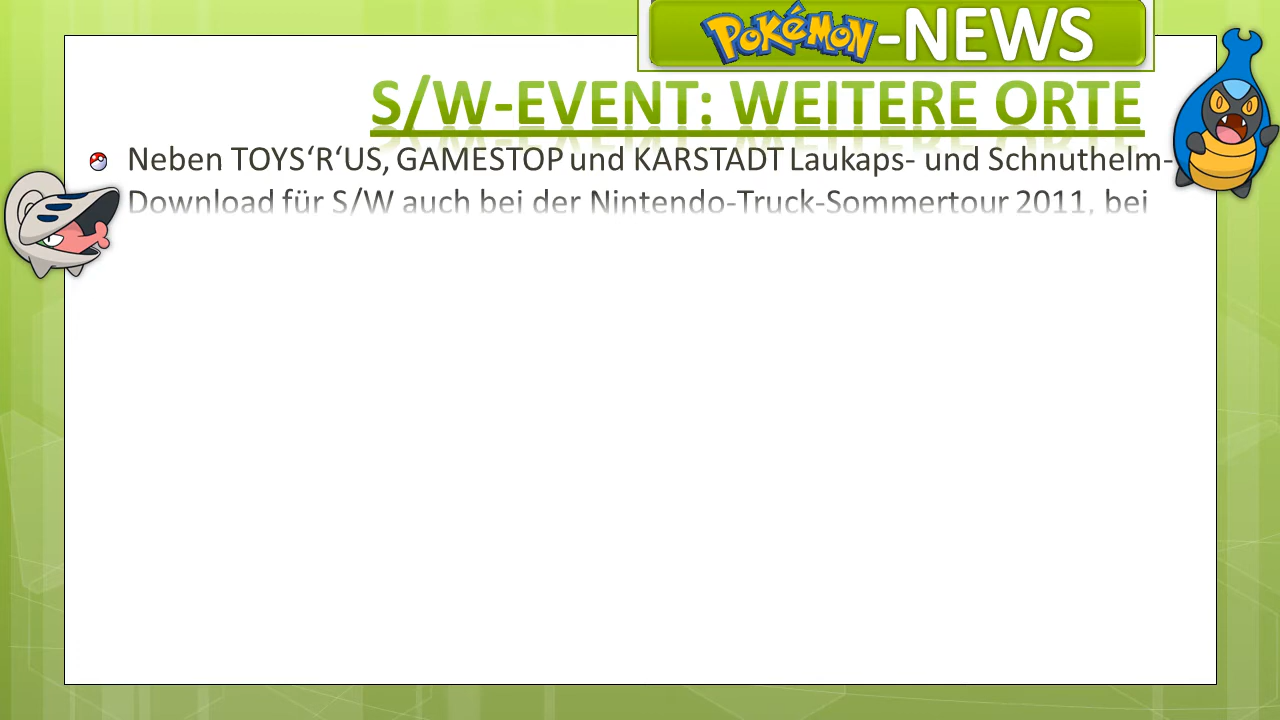 POKéMON-NEWS
S/W-EVENT: WEITERE ORTE
Neben TOYS‘R‘US, GAMESTOP und KARSTADT Laukaps- und Schnuthelm-
Download für S/W auch bei der Nintendo-Truck-Sommertour 2011, bei